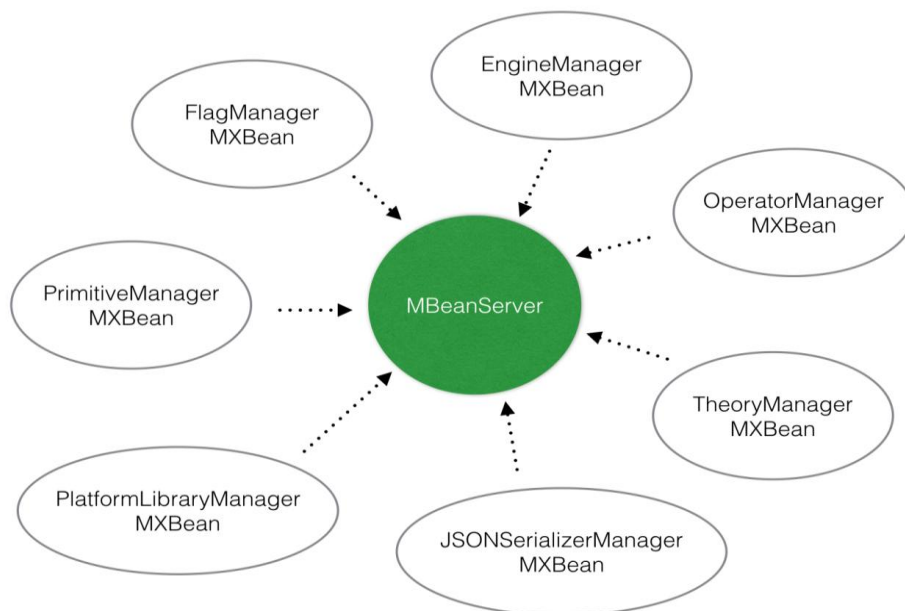 EngineManager
MXBean
FlagManager
MXBean
OperatorManager
MXBean
PrimitiveManager
MXBean
MBeanServer
TheoryManager
MXBean
PlatformLibraryManager
MXBean
JSONSerializerManager
MXBean